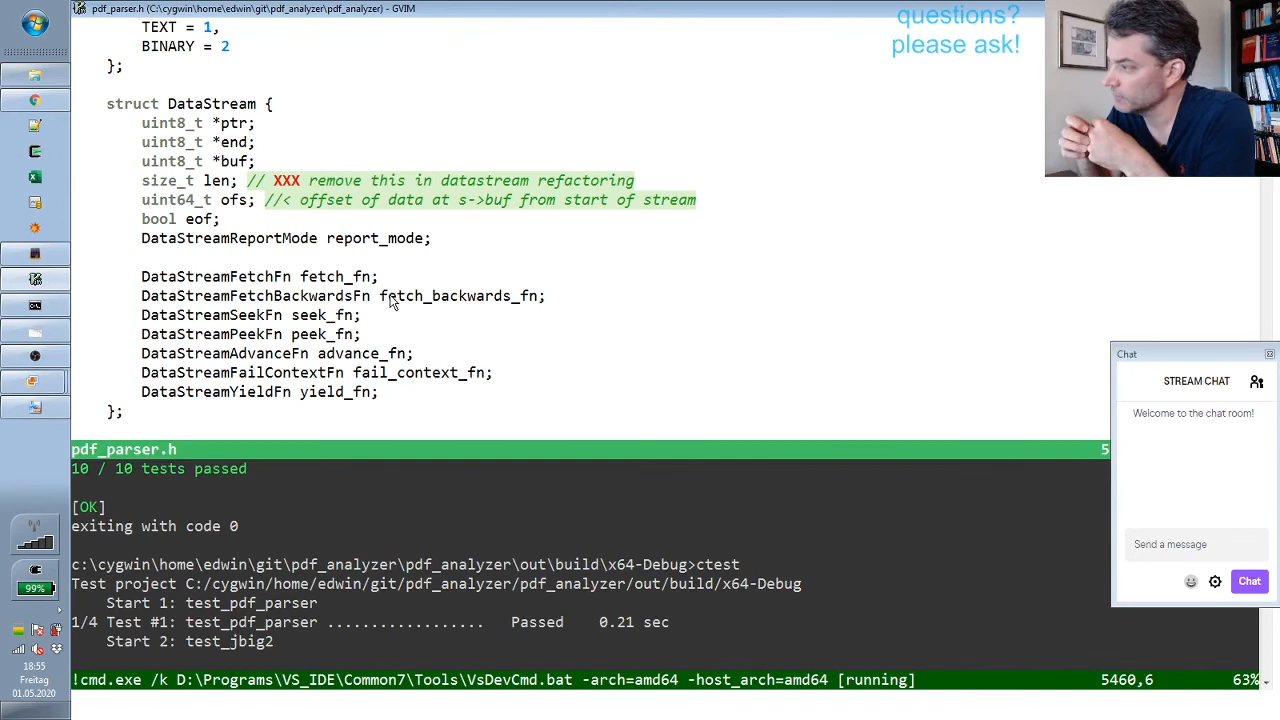 pdf_parser.h (C:\cygwin\home\edwin\git\pdf_analyzer\pdf_analyzer) - GVIM
questions?
please ask!
TEXT = 1,
BINARY = 2
};
struct DataStream {
uint8_t *ptr;
uint8_t *end;
uint8_t *buf;
size_t len; // XXX remove this in datastream refactoring
uint64_t ofs; //< offset of data at s->buf from start of stream
bool eof;
DataStreamReportMode report_mode;
DataStreamFetchFn fetch_fn;
DataStreamFetchBackwardsFn fetch_backwards_fn;
DataStreamSeekFn seek_fn;
DataStreamPeekFn peek_fn;
DataStreamAdvanceFn advance_fn;
DataStreamFailContextFn fail_context_fn;
DataStreamYieldFn yield_fn;
};
pdf_parser.h 5
10 / 10 tests passed
[OK]
exiting with code 0
c:\cygwin\home\edwin\git\pdf_analyzer\pdf_analyzer\out\build\x64-Debug>ctest
Test project C:/cygwin/home/edwin/git/pdf_analyzer/pdf_analyzer/out/build/x64-Debug
Start 1: test_pdf_parser
1/4 Test #1: test_pdf_parser .................. Passed 0.21 sec
Start 2: test_jbig2
!cmd.exe /k D:\Programs\VS_IDE\Common7\Tools\VsDevCmd.bat -arch=amd64 -host_arch=amd64 [running] 5460,6 63%
Chat
STREAM CHAT
Welcome to the chat room!
Send a message
Chat
99%
18:55
Freitag
01.05.2020